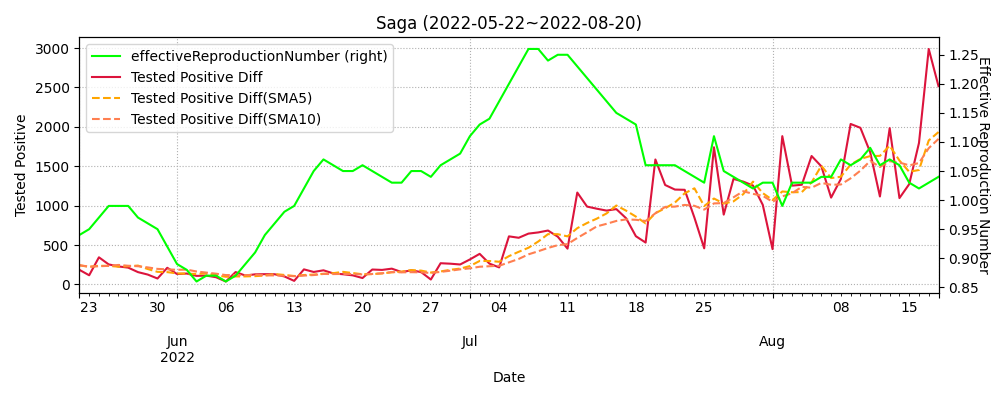 Saga (2022-05-22~2022-08-20)
effectiveReproductionNumber (right)
Tested Positive Diff
Tested Positive Diff(SMA5)
Tested Positive Diff(SMA10)
Tested Positive
3000
2500
2000
1500
1000
500
0
1.25
1.20
1.15
1.10
1.05
1.00
0.95
0.90
0.85
Effective Reproduction Number
23 30 06 13 20 27 04 11 18 25 08 15
Jun Jul Aug
2022
Date